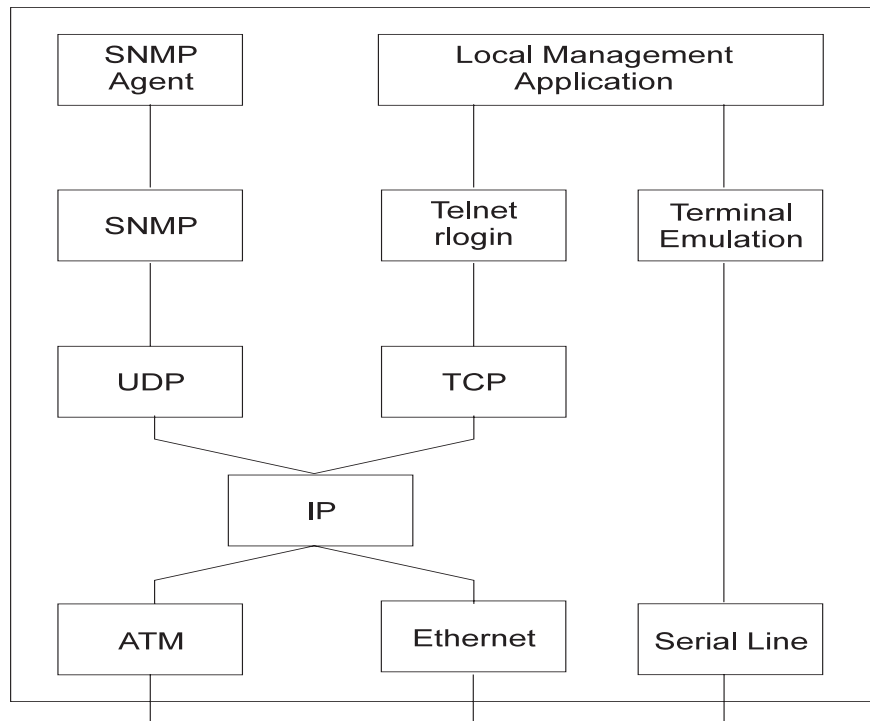 SNMP
Agent
Local Management
Application
SNMP
Telnet
rlogin
Terminal
Emulation
UDP
TCP
IP
ATM
Ethernet
Serial Line